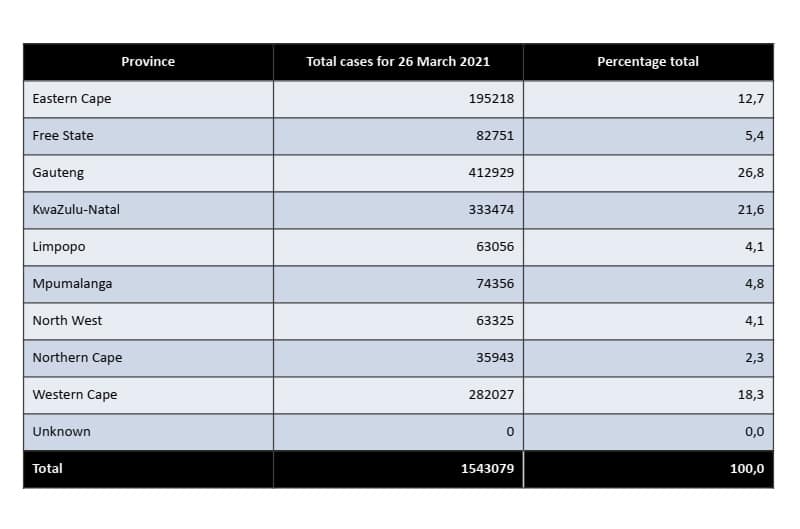 Province Total cases for 26 March 2021 Percentage total
Eastern Cape 195218 12,7
Free State 82751 5,4
Gauteng 412929 26,8
KwaZulu-Natal 333474 21,6
Limpopo 63056 4,1
Mpumalanga 74356 4,8
North West 63325 4,1
Northern Cape 35943 2,3
Western Cape 282027 18,3
Unknown 0 0,0
Total 1543079 100,0